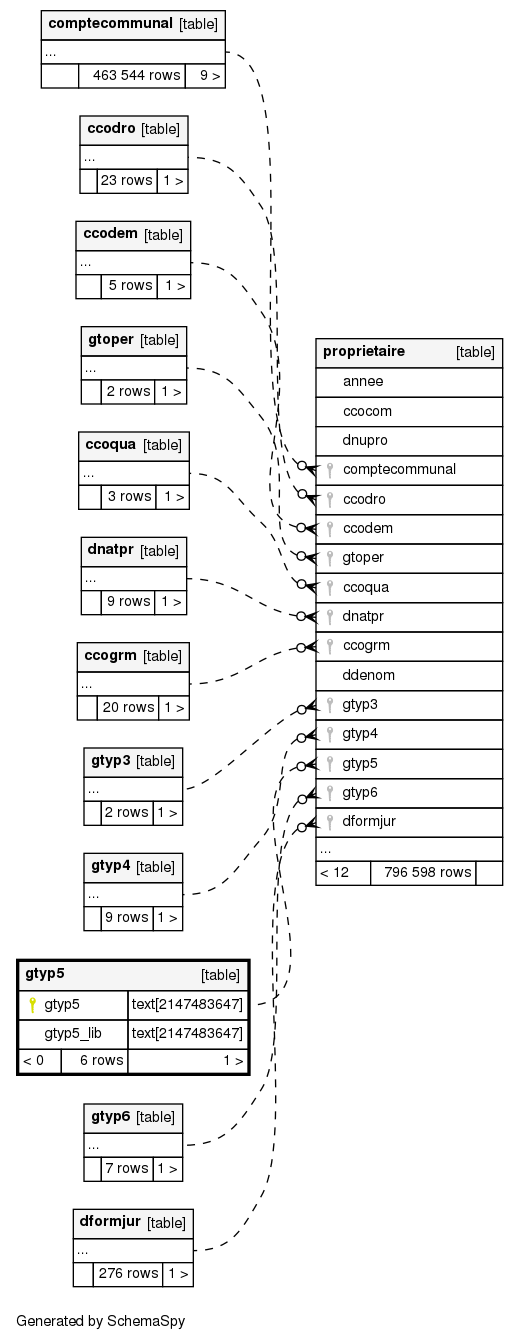 comptecommunal [table]
...
463 544 rows 9 >
ccodro [table]
...
23 rows 1 >
ccodem [table]
...
5 rows 1 >
gtoper [table]
...
2 rows 1 >
ccoqua [table]
...
3 rows 1 >
dnatpr [table]
...
9 rows 1 >
ccogrm [table]
...
20 rows 1 >
gtyp3 [table]
...
2 rows 1 >
gtyp4 [table]
...
9 rows 1 >
gtyp5 [table]
gtyp5 text[2147483647]
gtyp5_lib text[2147483647]
< 0 6 rows 1 >
gtyp6 [table]
...
7 rows 1 >
dformjur [table]
...
276 rows 1 >
proprietaire [table]
annee
ccocom
dnupro
comptecommunal
ccodro
ccodem
gtoper
ccoqua
dnatpr
ccogrm
ddenom
gtyp3
gtyp4
gtyp5
gtyp6
dformjur
...
< 12 796 598 rows
Generated by SchemaSpy